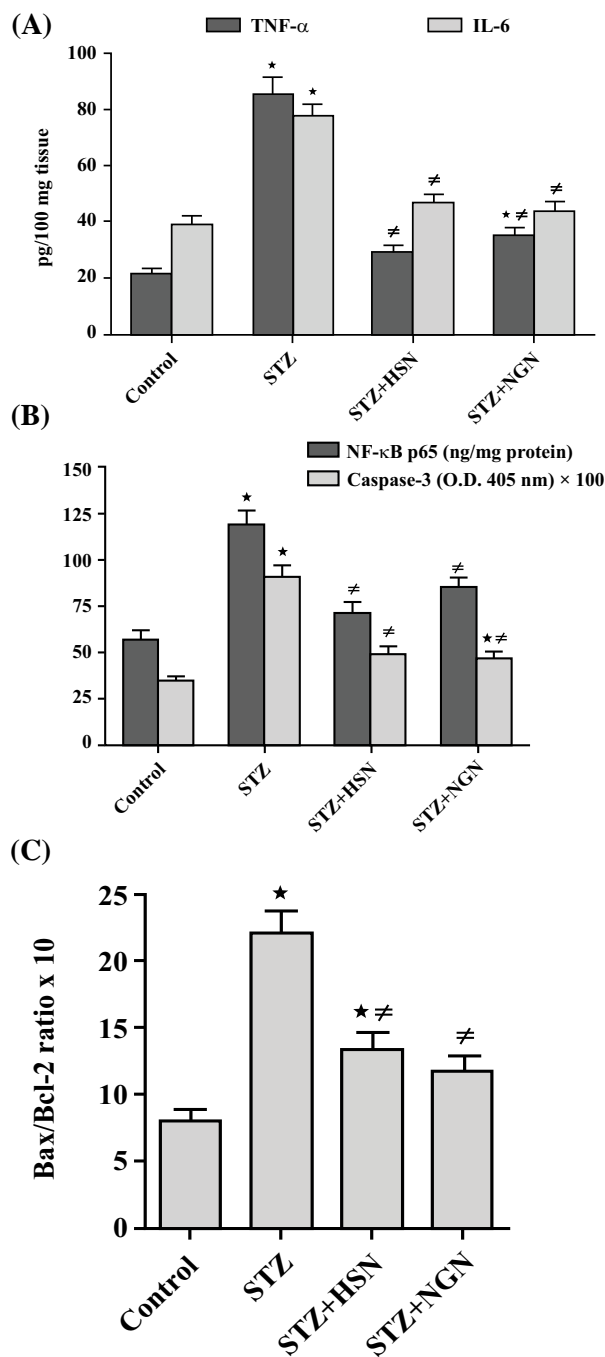 (A)
TNF-α IL-6
100
80
60
40
20
0
pg/100 mg tissue
★ ★
≠ ≠
★ ≠ ≠
Control STZ STZ+HSN STZ+NGN
(B)
NF-κB p65 (ng/mg protein)
Caspase-3 (O.D. 405 nm) × 100
150
125
100
75
50
25
0
★ ★
≠ ≠
≠ ★ ≠
Control STZ STZ+HSN STZ+NGN
(C)
Bax/Bcl-2 ratio x 10
25
20
15
10
5
0
★
★ ≠
≠
Control STZ STZ+HSN STZ+NGN